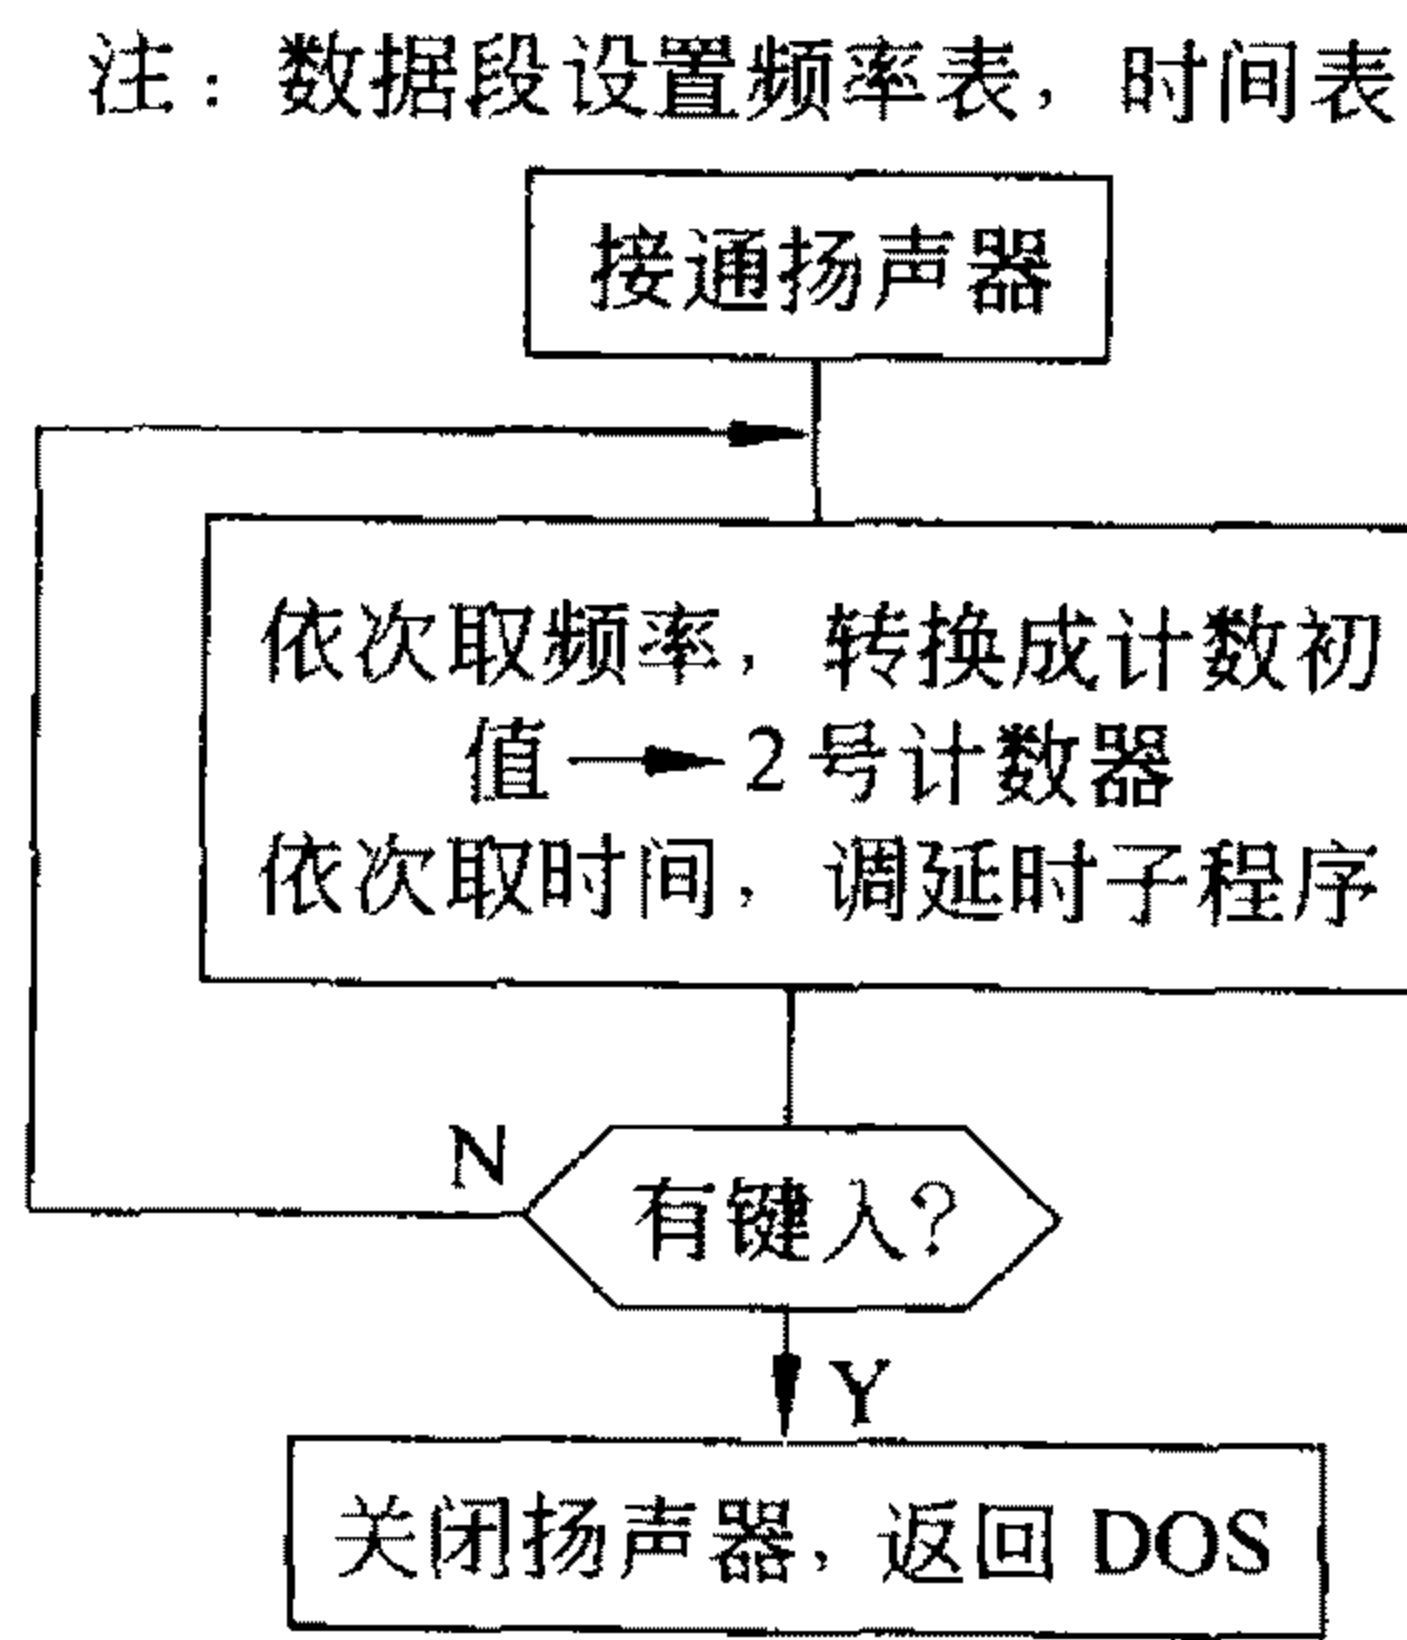 注：数据段设置频率表，时间表
接通扬声器
依次取频率，转换成计数初
值→2号计数器
依次取时间，调延时子程序
N
有键入?
Y
关闭扬声器，返回 DOS